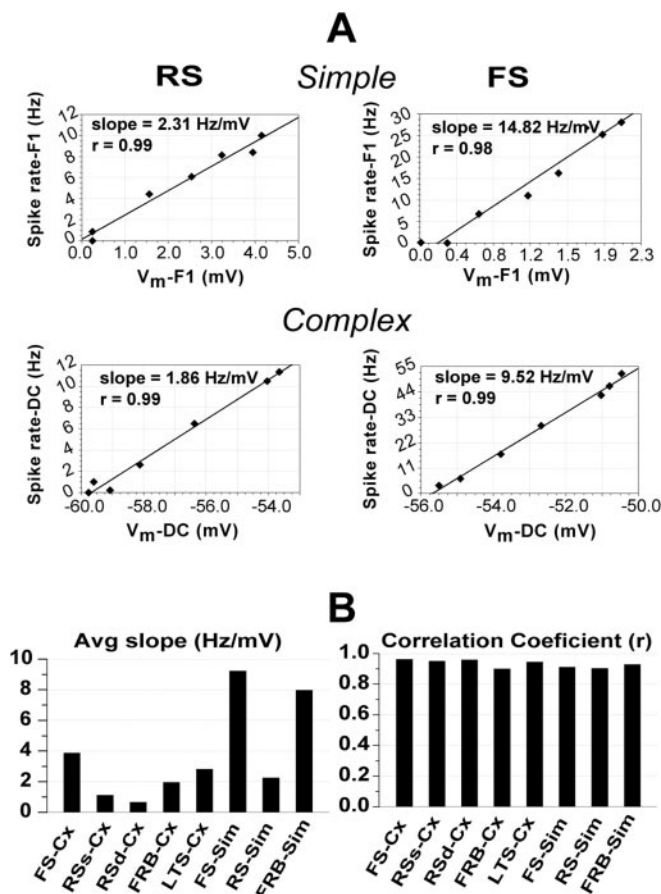 A
RS Simple FS
Spike rate-F1 (Hz)
12
10
8
6
4
2
0
slope = 2.31 Hz/mV
r = 0.99
0.0 1.0 2.0 3.0 4.0 5.0
Vm-F1 (mV)
Spike rate-F1 (Hz)
30
25
20
15
10
5
0
slope = 14.82 Hz/mV
r = 0.98
0.0 0.4 0.8 1.2 1.6 1.9 2.3
Vm-F1 (mV)
Complex
Spike rate-DC (Hz)
12
10
8
6
4
2
0
slope = 1.86 Hz/mV
r = 0.99
-60.0 -58.0 -56.0 -54.0
Vm-DC (mV)
Spike rate-DC (Hz)
55
44
33
22
11
0
slope = 9.52 Hz/mV
r = 0.99
-56.0 -54.0 -52.0 -50.0
Vm-DC (mV)
B
Avg slope (Hz/mV)
10
8
6
4
2
0
FS-Cx
RSs-Cx
RSd-Cx
FRB-Cx
LTS-Cx
FS-Sim
RS-Sim
FRB-Sim
Correlation Coeficient (r)
1.0
0.8
0.6
0.4
0.2
0.0
FS-Cx
RSs-Cx
RSd-Cx
FRB-Cx
LTS-Cx
FS-Sim
RS-Sim
FRB-Sim